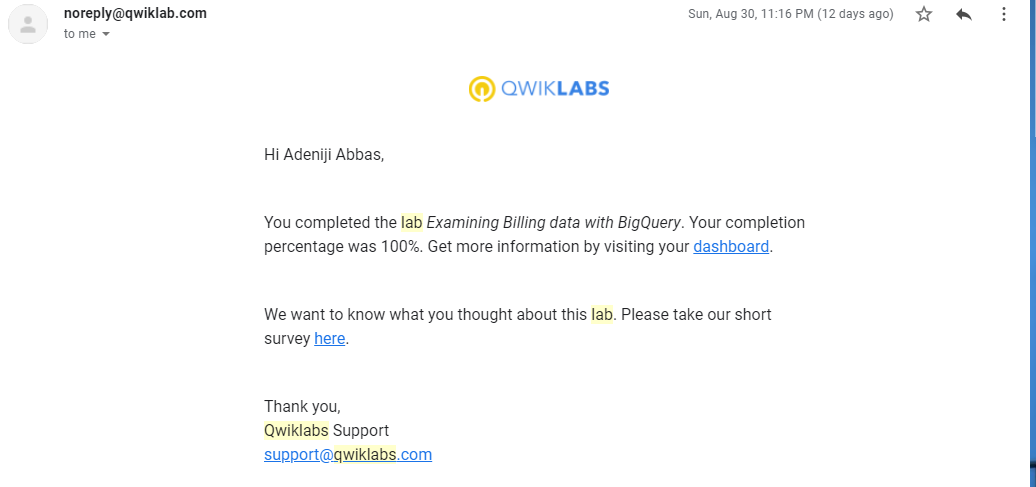 noreply@qwiklab.com
Sun, Aug 30, 11:16 PM (12 days ago)
to me
QWIKLABS
Hi Adeniji Abbas,
You completed the lab Examining Billing data with BigQuery. Your completion
percentage was 100%. Get more information by visiting your dashboard.
We want to know what you thought about this lab. Please take our short
survey here.
Thank you,
Qwiklabs Support
support@qwiklabs.com